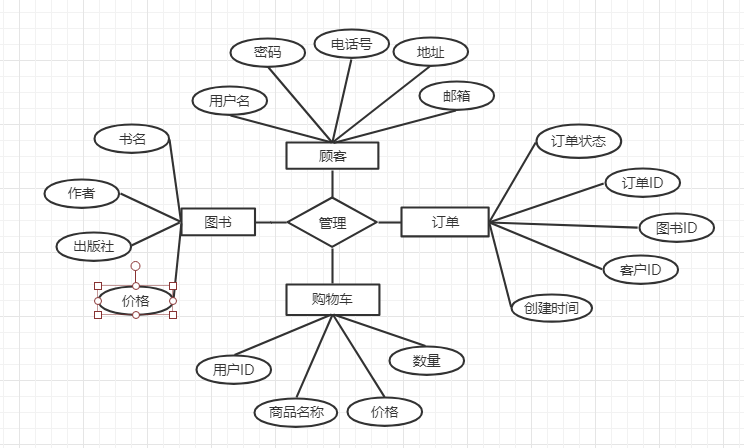 密码
电话号
地址
用户名
邮箱
书名
顾客
订单状态
作者
订单ID
图书
管理
订单
图书ID
出版社
客户ID
价格
购物车
创建时间
用户ID
数量
商品名称
价格